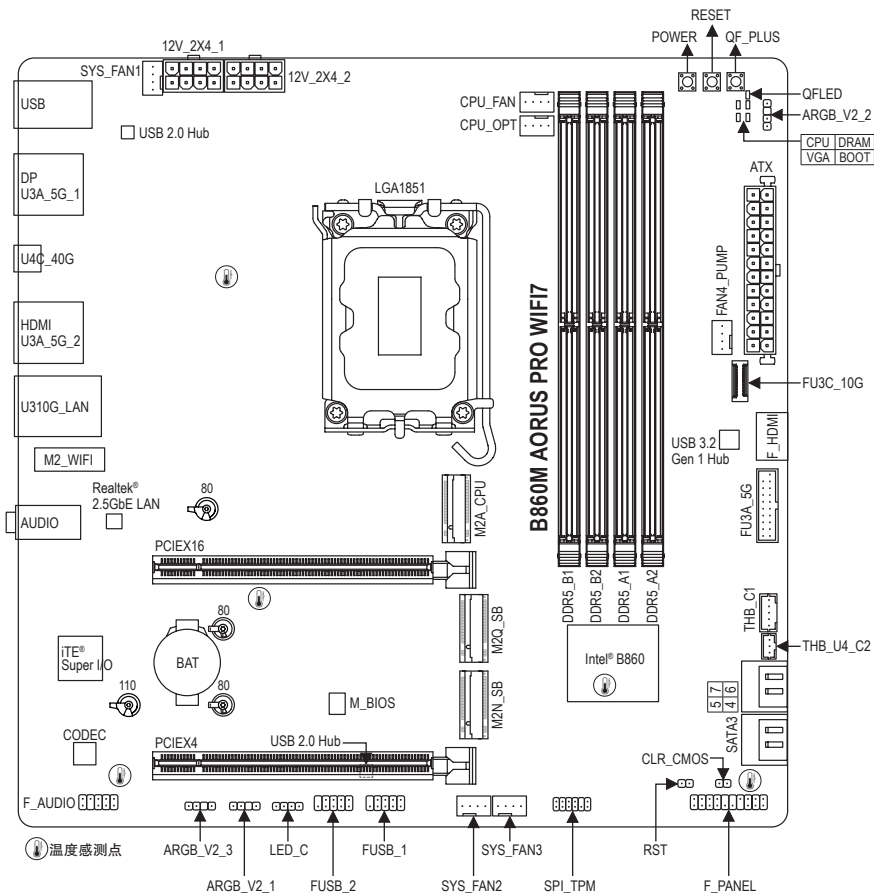 RESET
POWER
QF_PLUS
12V_2X4_1
SYS_FAN1
12V_2X4_2
QFLED
CPU_FAN
USB
ARGB_V2_2
CPU_OPT
USB 2.0 Hub
CPU DRAM
VGA BOOT
ATX
DP
U3A_5G_1
LGA1851
U4C_40G
FAN4_PUMP
HDMI
U3A_5G_2
B860M AORUS PRO WIFI7
FU3C_10G
U310G_LAN
F_HDMI
USB 3.2
Gen 1 Hub
M2_WIFI
Realtek®
2.5GbE LAN
80
M2A_CPU
FU3A_5G
AUDIO
PCIEX16
DDR5_B1
DDR5_B2
DDR5_A1
DDR5_A2
THB_C1
80
M2Q_SB
THB_U4_C2
iTE®
Super I/O
BAT
Intel® B860
110
80
M_BIOS
M2N_SB
5 7
4 6
SATA3
CODEC
PCIEX4
USB 2.0 Hub
CLR_CMOS
F_AUDIO
温度感测点
ARGB_V2_3
LED_C
FUSB_1
SYS_FAN3
RST
ARGB_V2_1
FUSB_2
SYS_FAN2
SPI_TPM
F_PANEL